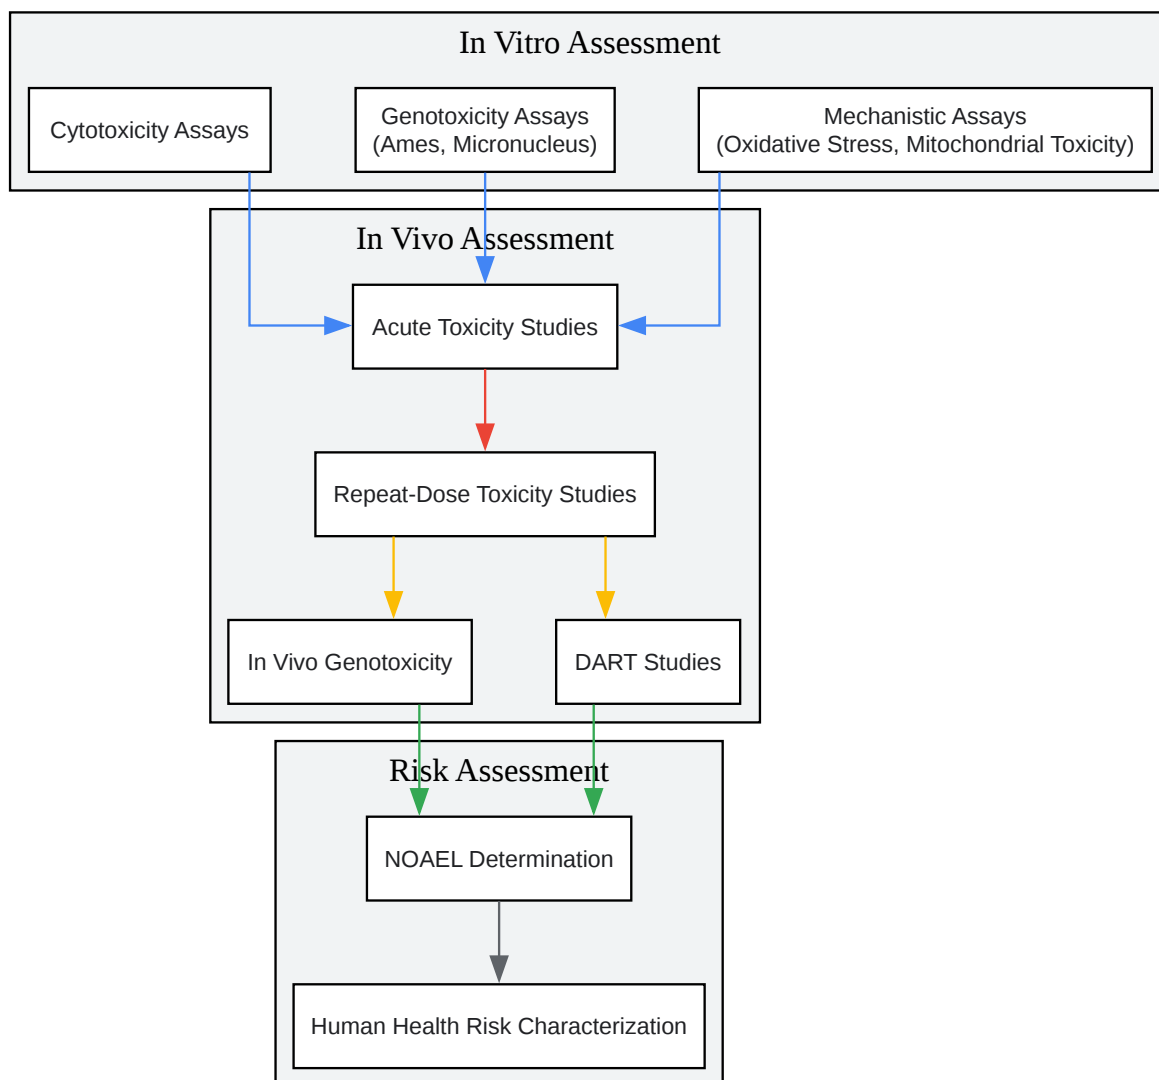 In Vitro Assessment
Cytotoxicity Assays
Genotoxicity Assays
(Ames, Micronucleus)
Mechanistic Assays
(Oxidative Stress, Mitochondrial Toxicity)
In Vivo Assessment
Acute Toxicity Studies
Repeat-Dose Toxicity Studies
In Vivo Genotoxicity
DART Studies
Risk Assessment
NOAEL Determination
Human Health Risk Characterization